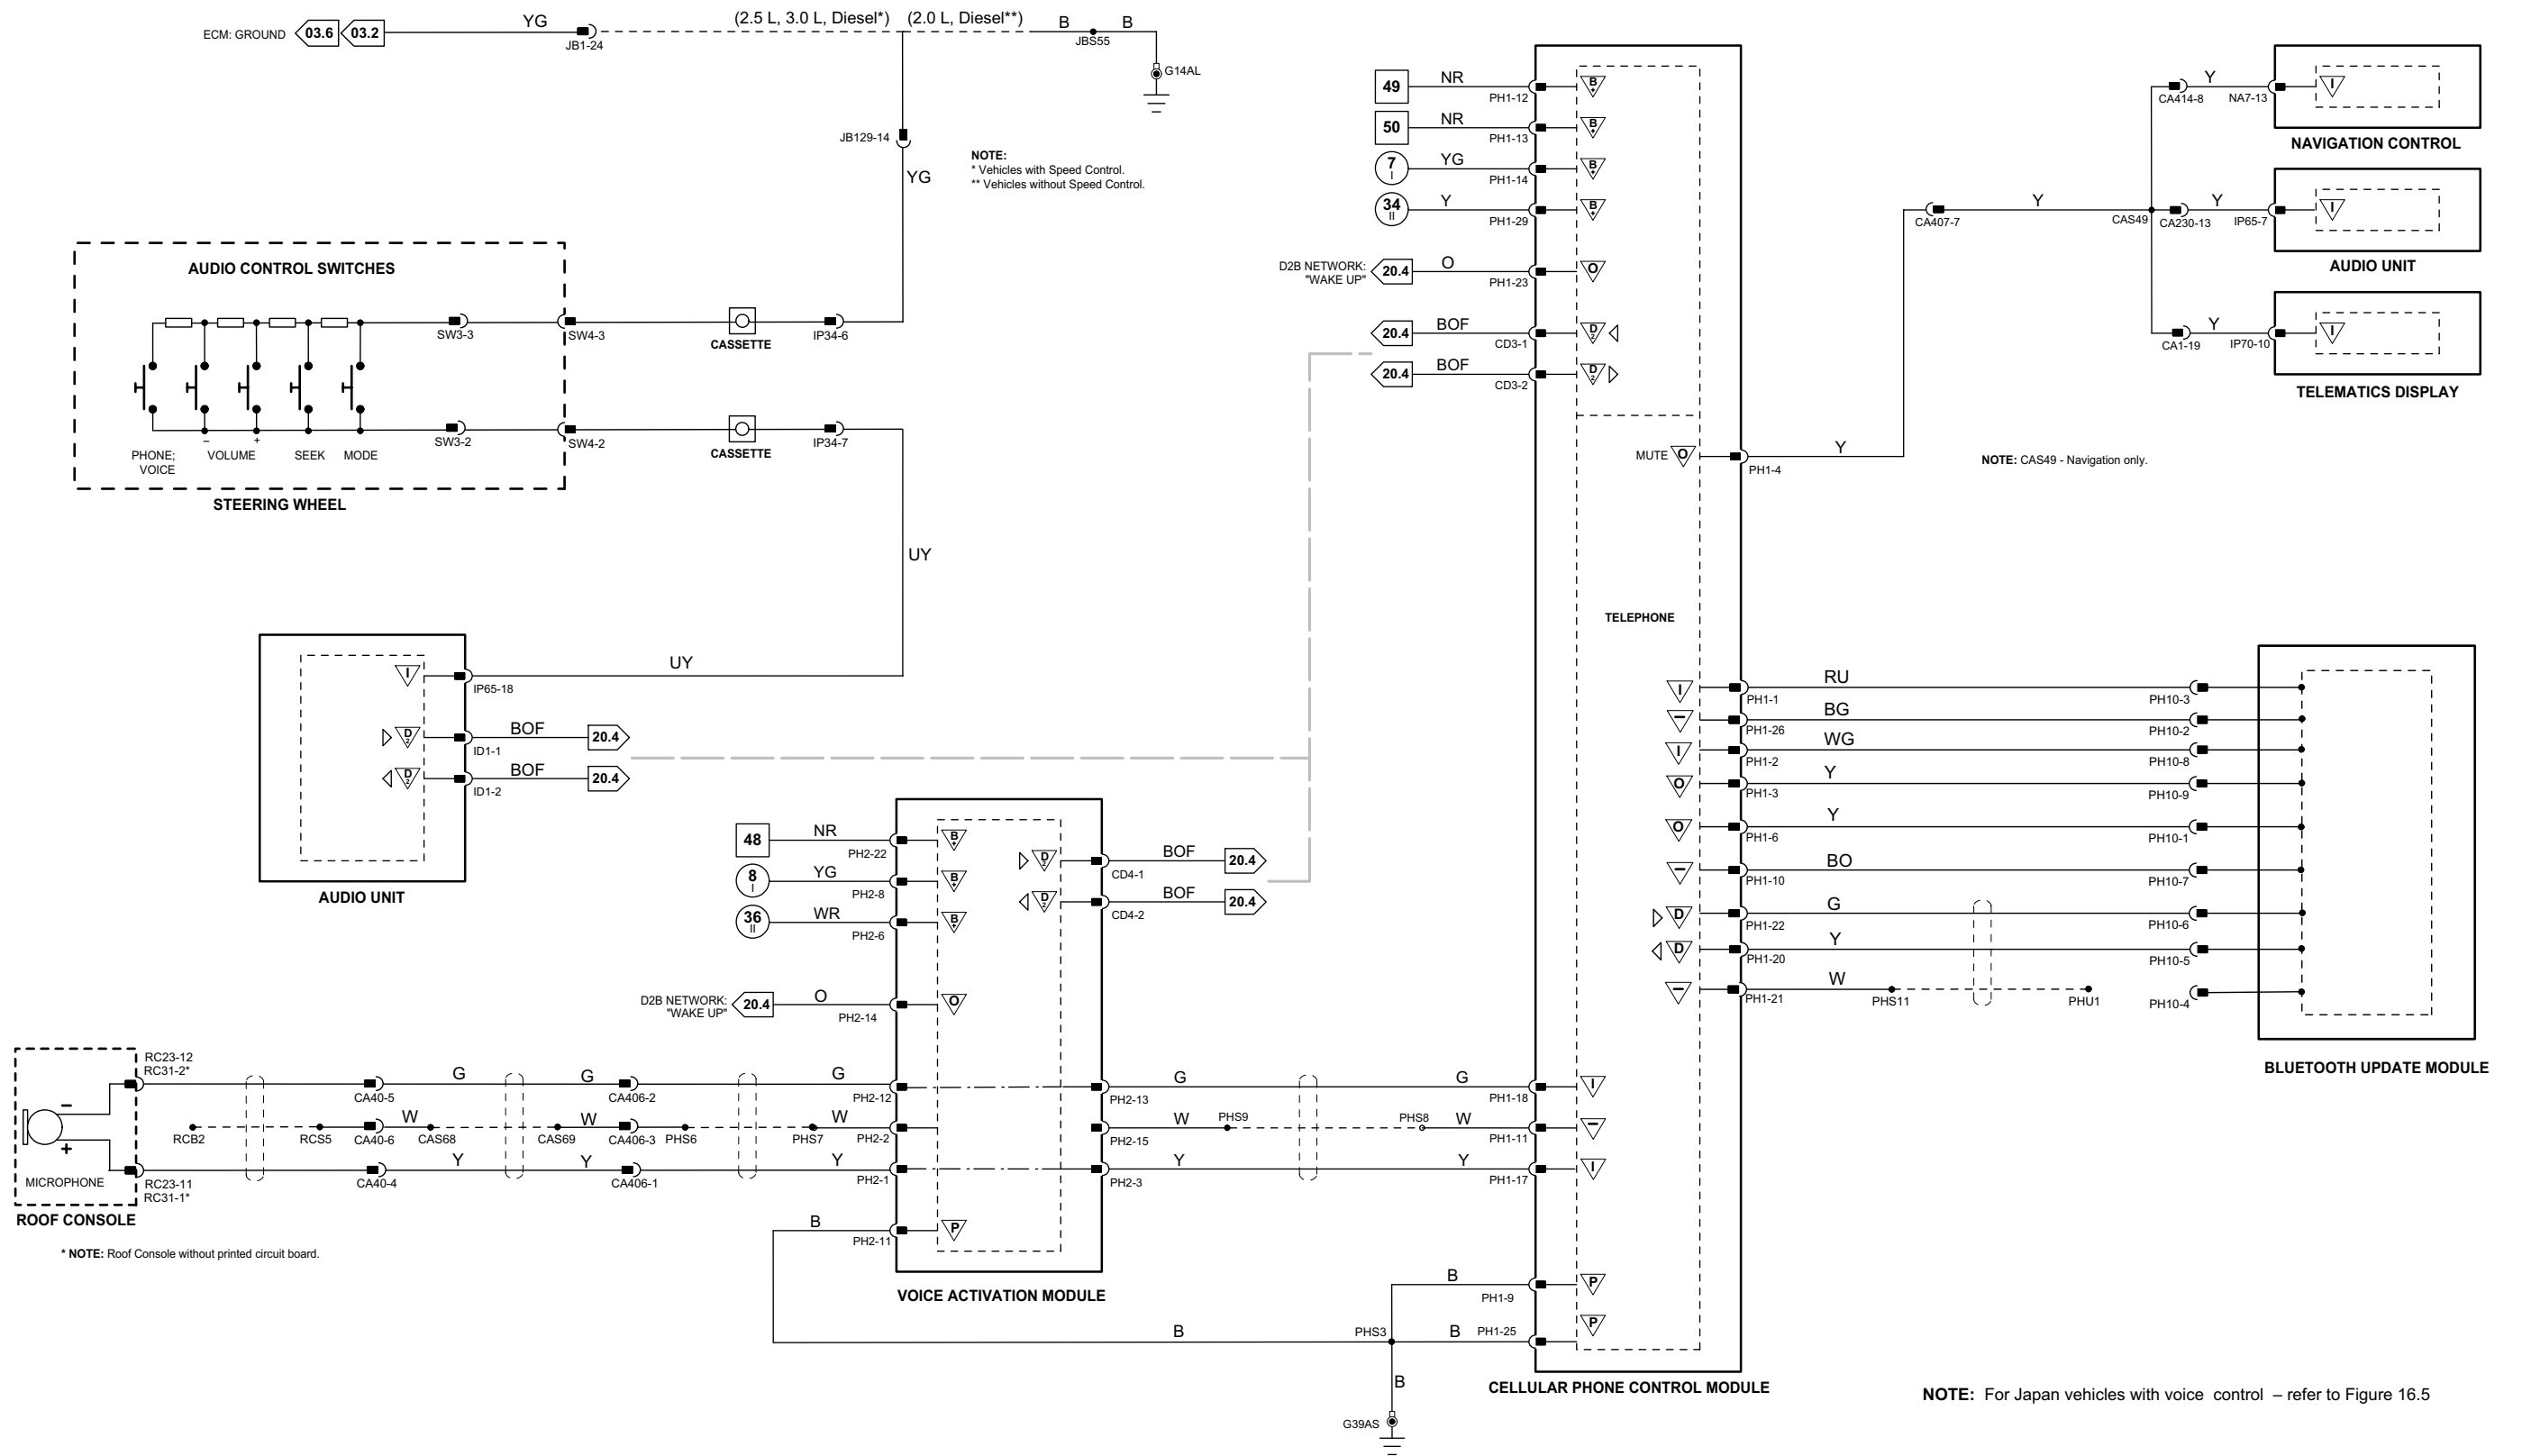 ECM: GROUND
03.6
03.2
YG
JB1-24
(2.5 L, 3.0 L, Diesel*)
(2.0 L, Diesel**)
B
B
JBS55
G14AL
JB129-14
YG
NOTE:
* Vehicles with Speed Control.
** Vehicles without Speed Control.
AUDIO CONTROL SWITCHES
SW3-3
SW4-3
CASSETTE
IP34-6
SW3-2
SW4-2
CASSETTE
IP34-7
–
+
PHONE;
VOICE
VOLUME
SEEK
MODE
STEERING WHEEL
UY
UY
I
IP65-18
D
2
BOF
20.4
ID1-1
D
2
BOF
20.4
ID1-2
AUDIO UNIT
48
NR
PH2-22
B
+
8
I
YG
PH2-8
B
+
36
II
WR
PH2-6
B
+
D
2
CD4-1
BOF
20.4
D
2
CD4-2
BOF
20.4
D2B NETWORK:
"WAKE UP"
20.4
O
PH2-14
O
RC23-12
RC31-2*
G
G
G
CA40-5
CA406-2
PH2-12
RCB2
RCS5
CA40-6
W
CAS68
CAS69
W
CA406-3
PHS6
PHS7
W
PH2-2
Y
Y
Y
CA40-4
CA406-1
PH2-1
–
+
MICROPHONE
RC23-11
RC31-1*
ROOF CONSOLE
* NOTE: Roof Console without printed circuit board.
B
PH2-11
P
VOICE ACTIVATION MODULE
PH2-13
G
G
PH1-18
I
PH2-15
W
PHS9
PHS8
W
PH1-11
–
PH2-3
Y
Y
PH1-17
I
B
PH1-9
P
B
PHS3
B
PH1-25
P
B
G39AS
CELLULAR PHONE CONTROL MODULE
49
NR
PH1-12
B
+
50
NR
PH1-13
B
+
7
I
YG
PH1-14
B
+
34
II
Y
PH1-29
B
+
D2B NETWORK:
"WAKE UP"
20.4
O
PH1-23
O
20.4
BOF
CD3-1
D
2
20.4
BOF
CD3-2
D
2
MUTE
O
PH1-4
Y
TELEPHONE
CA407-7
Y
CAS49
CA414-8
Y
NA7-13
I
NAVIGATION CONTROL
CA230-13
Y
IP65-7
I
AUDIO UNIT
CA1-19
Y
IP70-10
I
TELEMATICS DISPLAY
NOTE: CAS49 - Navigation only.
I
PH1-1
RU
PH10-3
–
PH1-26
BG
PH10-2
I
PH1-2
WG
PH10-8
O
PH1-3
Y
PH10-9
O
PH1-6
Y
PH10-1
–
PH1-10
BO
PH10-7
D
PH1-22
G
PH10-6
D
PH1-20
Y
PH10-5
–
PH1-21
W
PHS11
PHU1
PH10-4
BLUETOOTH UPDATE MODULE
NOTE: For Japan vehicles with voice control – refer to Figure 16.5